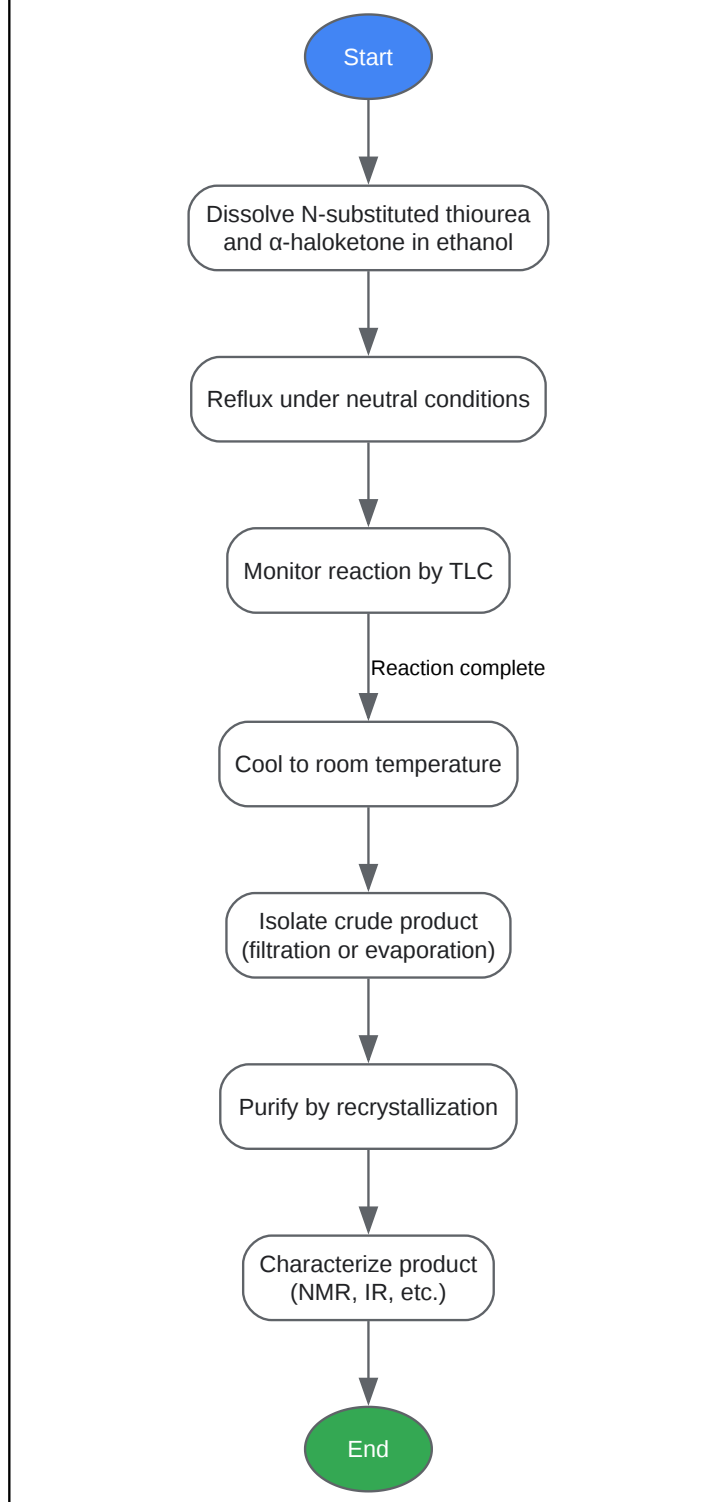 Start
Dissolve N-substituted thiourea
and α-haloketone in ethanol
Reflux under neutral conditions
Monitor reaction by TLC
Reaction complete
Cool to room temperature
Isolate crude product
(filtration or evaporation)
Purify by recrystallization
Characterize product
(NMR, IR, etc.)
End